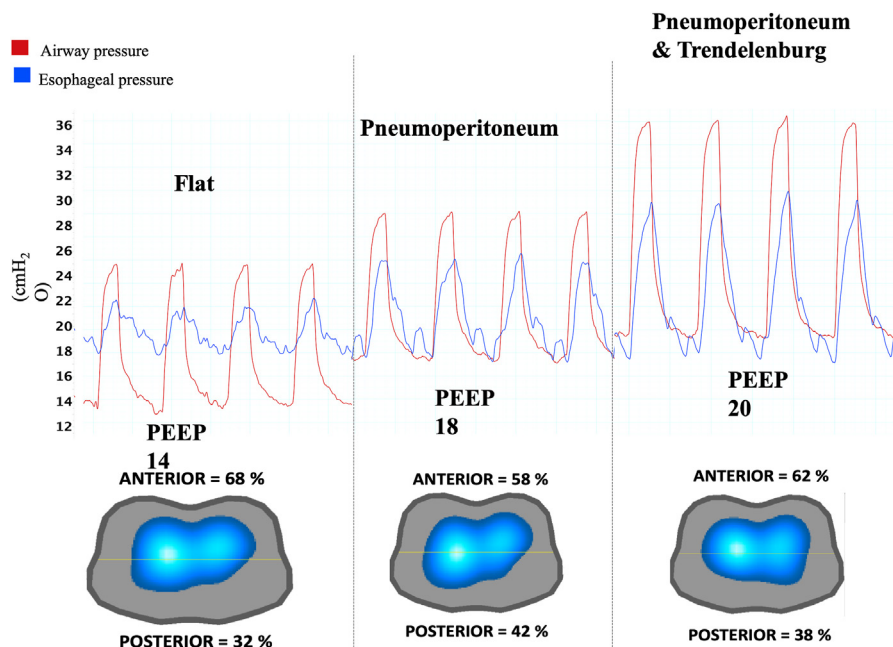 Pneumoperitoneum
& Trendelenburg
Airway pressure
Esophageal pressure
Pneumoperitoneum
Flat
36
34
32
30
28
26
24
22
20
18
16
14
12
(cmH2
O)
PEEP
14
PEEP
18
PEEP
20
ANTERIOR = 68 %
ANTERIOR = 58 %
ANTERIOR = 62 %
POSTERIOR = 32 %
POSTERIOR = 42 %
POSTERIOR = 38 %